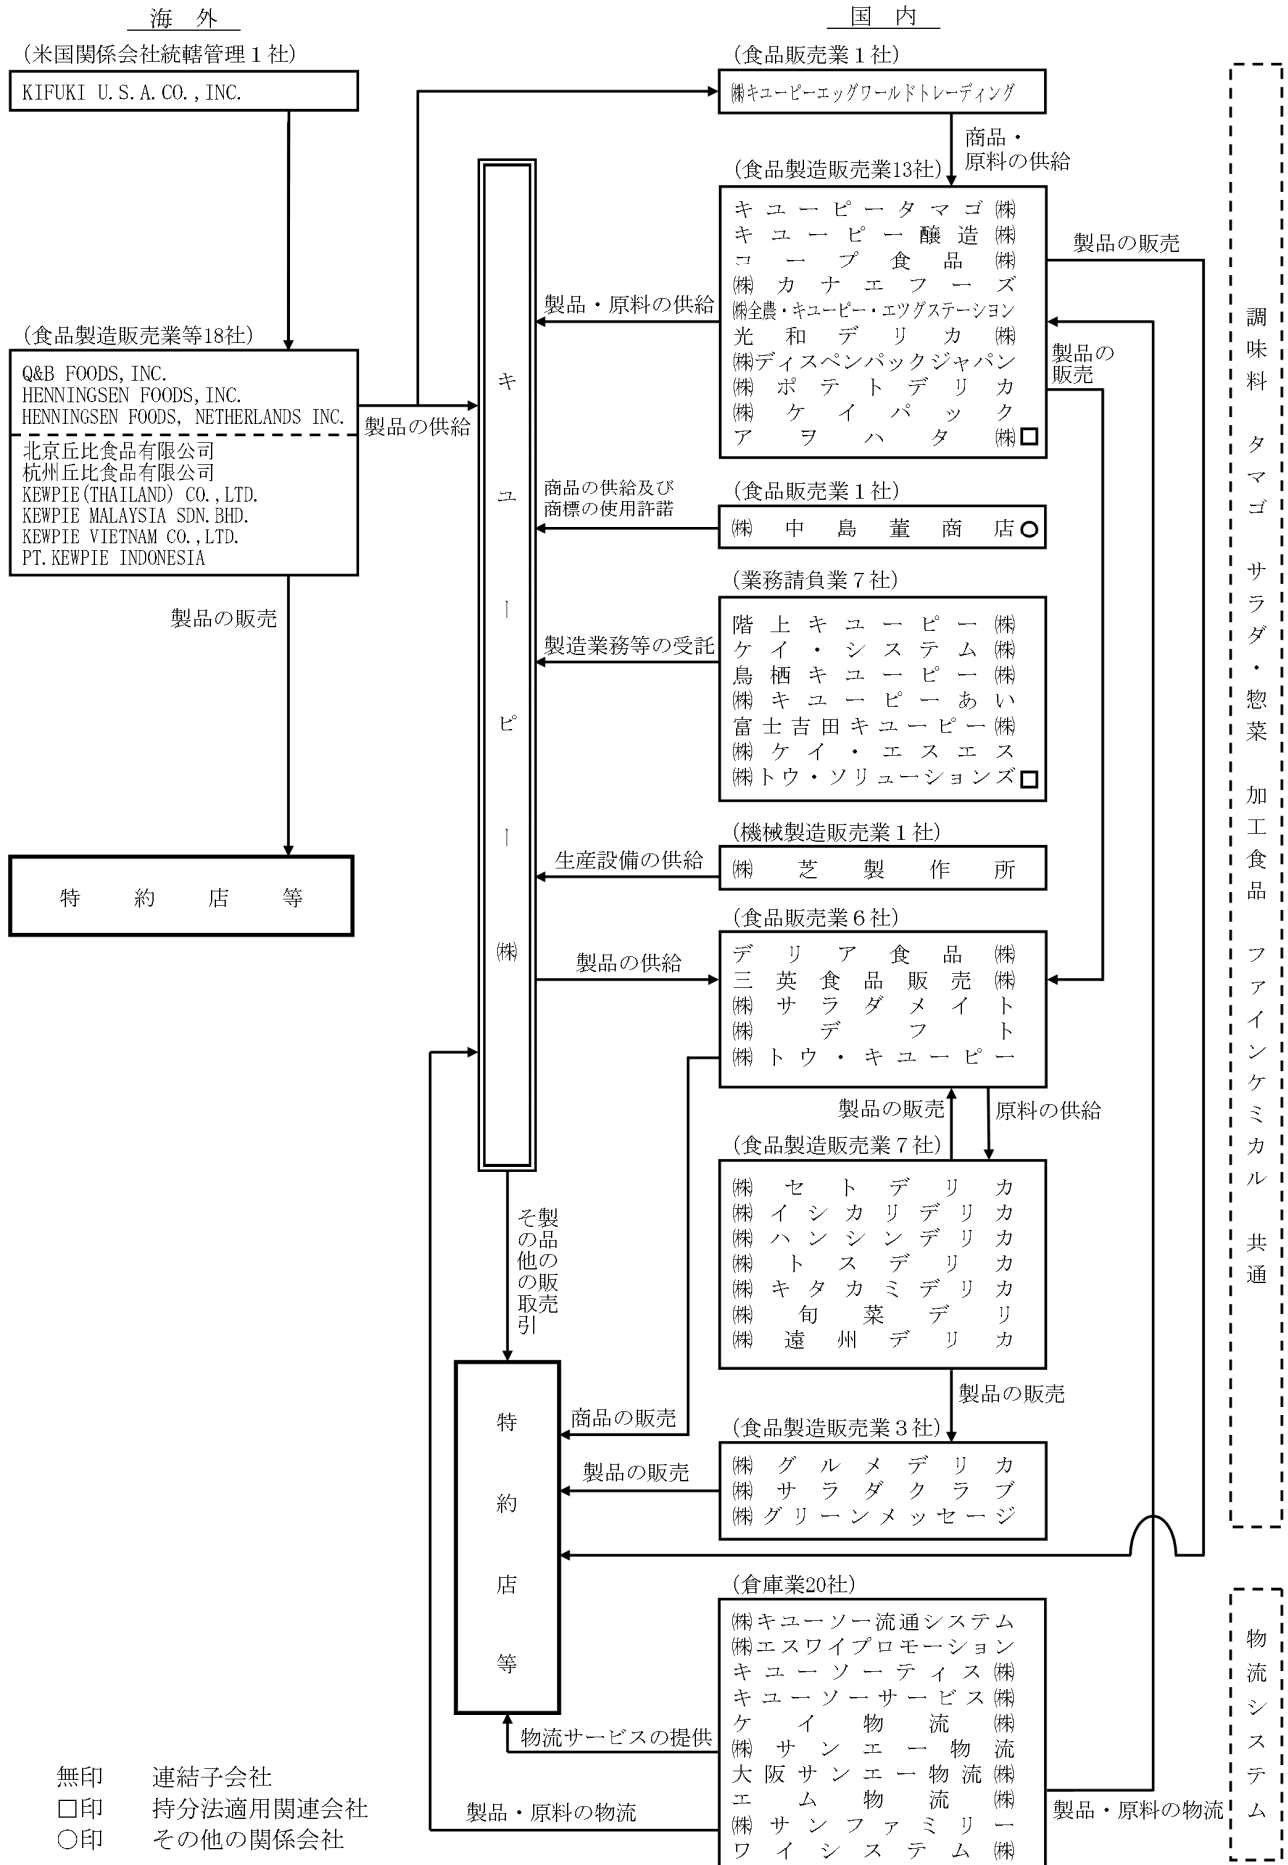 海外
(米国関係会社統轄管理１社)
KIFUKI U.S.A.CO.,INC.
(食品製造販売業等18社)
Q&B FOODS,INC.
HENNINGSEN FOODS,INC.
HENNINGSEN FOODS, NETHERLANDS INC.
北京丘比食品有限公司
杭州丘比食品有限公司
KEWPIE(THAILAND) CO.,LTD.
KEWPIE MALAYSIA SDN.BHD.
KEWPIE VIETNAM CO.,LTD.
PT.KEWPIE INDONESIA
製品の供給
製品の販売
特約店等
キユーピー㈱
国内
(食品販売業１社)
㈱キユーピーエッグワールドトレーディング
商品・
原料の供給
(食品製造販売業13社)
キユーピータマゴ㈱
キユーピー醸造㈱
コープ食品㈱
㈱カナエフーズ
㈱全農・キユーピー・エツグステーシヨン
光和デリカ㈱
㈱ディスペンパックジャパン
㈱ポテトデリカ
㈱ケイパック
アヲハタ㈱□
製品・原料の供給
製品の販売
製品の
販売
(食品販売業１社)
㈱中島董商店○
商品の供給及び
商標の使用許諾
(業務請負業７社)
階上キユーピー㈱
ケイ・システム㈱
鳥栖キユーピー㈱
㈱キユーピーあい
富士吉田キユーピー㈱
㈱ケイ・エスエス
㈱トウ・ソリューションズ□
製造業務等の受託
(機械製造販売業１社)
㈱芝製作所
生産設備の供給
(食品販売業６社)
デリア食品㈱
三英食品販売㈱
㈱サラダメイト
㈱デフト
㈱トウ・キユーピー
製品の供給
製品の販売
原料の供給
(食品製造販売業７社)
㈱セトデリカ
㈱イシカリデリカ
㈱ハンシンデリカ
㈱トスデリカ
㈱キタカミデリカ
㈱旬菜デリ
㈱遠州デリカ
製品の販売
(食品製造販売業３社)
㈱グルメデリカ
㈱サラダクラブ
㈱グリーンメッセージ
製品の販売
その他の取引
商品の販売
製品の販売
特約店等
(倉庫業20社)
㈱キユーソー流通システム
㈱エスワイプロモーション
キユーソーティス㈱
キユーソーサービス㈱
ケイ物流㈱
㈱サンエー物流
大阪サンエー物流㈱
エム物流㈱
㈱サンファミリー
ワイシステム㈱
物流サービスの提供
製品・原料の物流
製品・原料の物流
調味料 タマゴ サラダ・惣菜 加工食品 ファインケミカル 共通
物流システム
無印 連結子会社
□印 持分法適用関連会社
○印 その他の関係会社